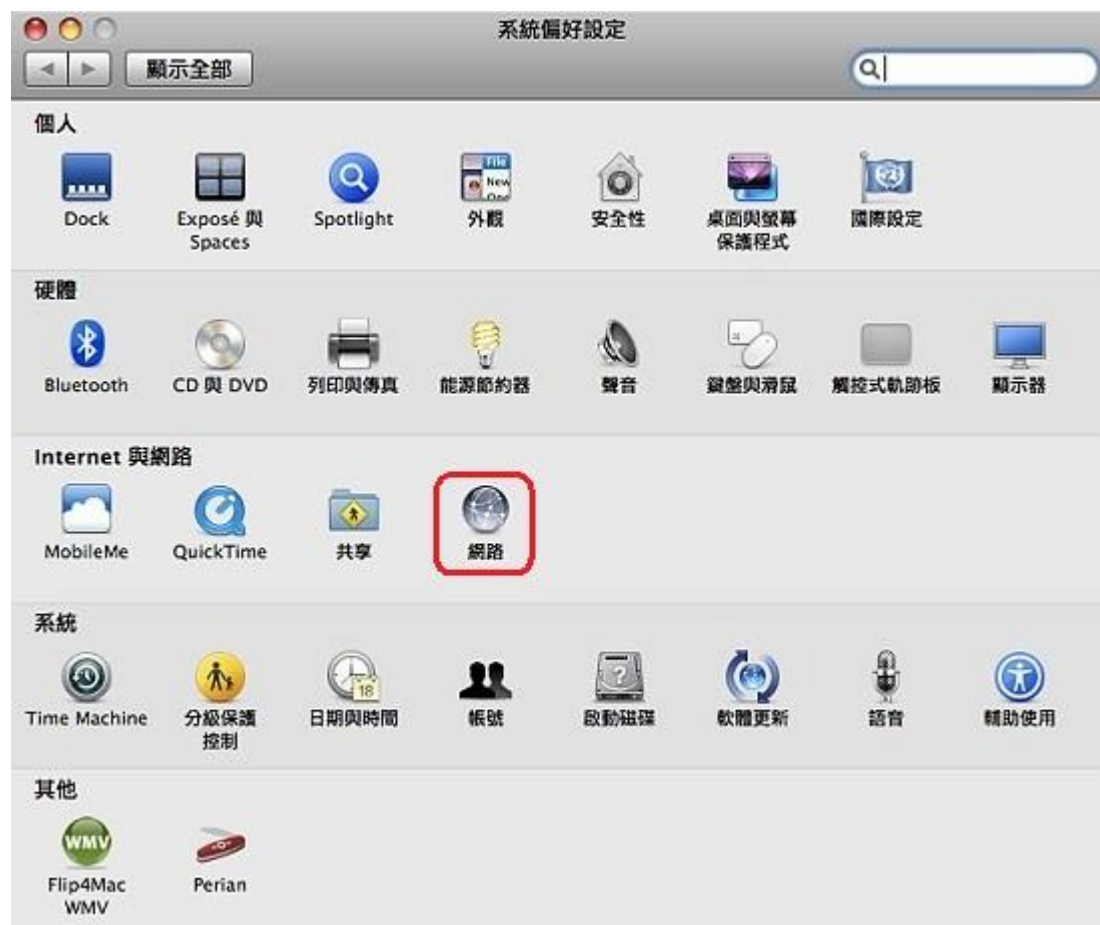 系統偏好設定
顯示全部
個人
Dock
Exposé 與
Spaces
Spotlight
File
New
外觀
安全性
桌面與螢幕
保護程式
國際設定
硬體
Bluetooth
CD 與 DVD
列印與傳真
能源節約器
聲音
鍵盤與滑鼠
觸控式軌跡板
顯示器
Internet 與網路
MobileMe
QuickTime
共享
網路
系統
Time Machine
分級保護
控制
18
日期與時間
帳號
?
啟動磁碟
軟體更新
語音
輔助使用
其他
WMV
Flip4Mac
WMV
Perian